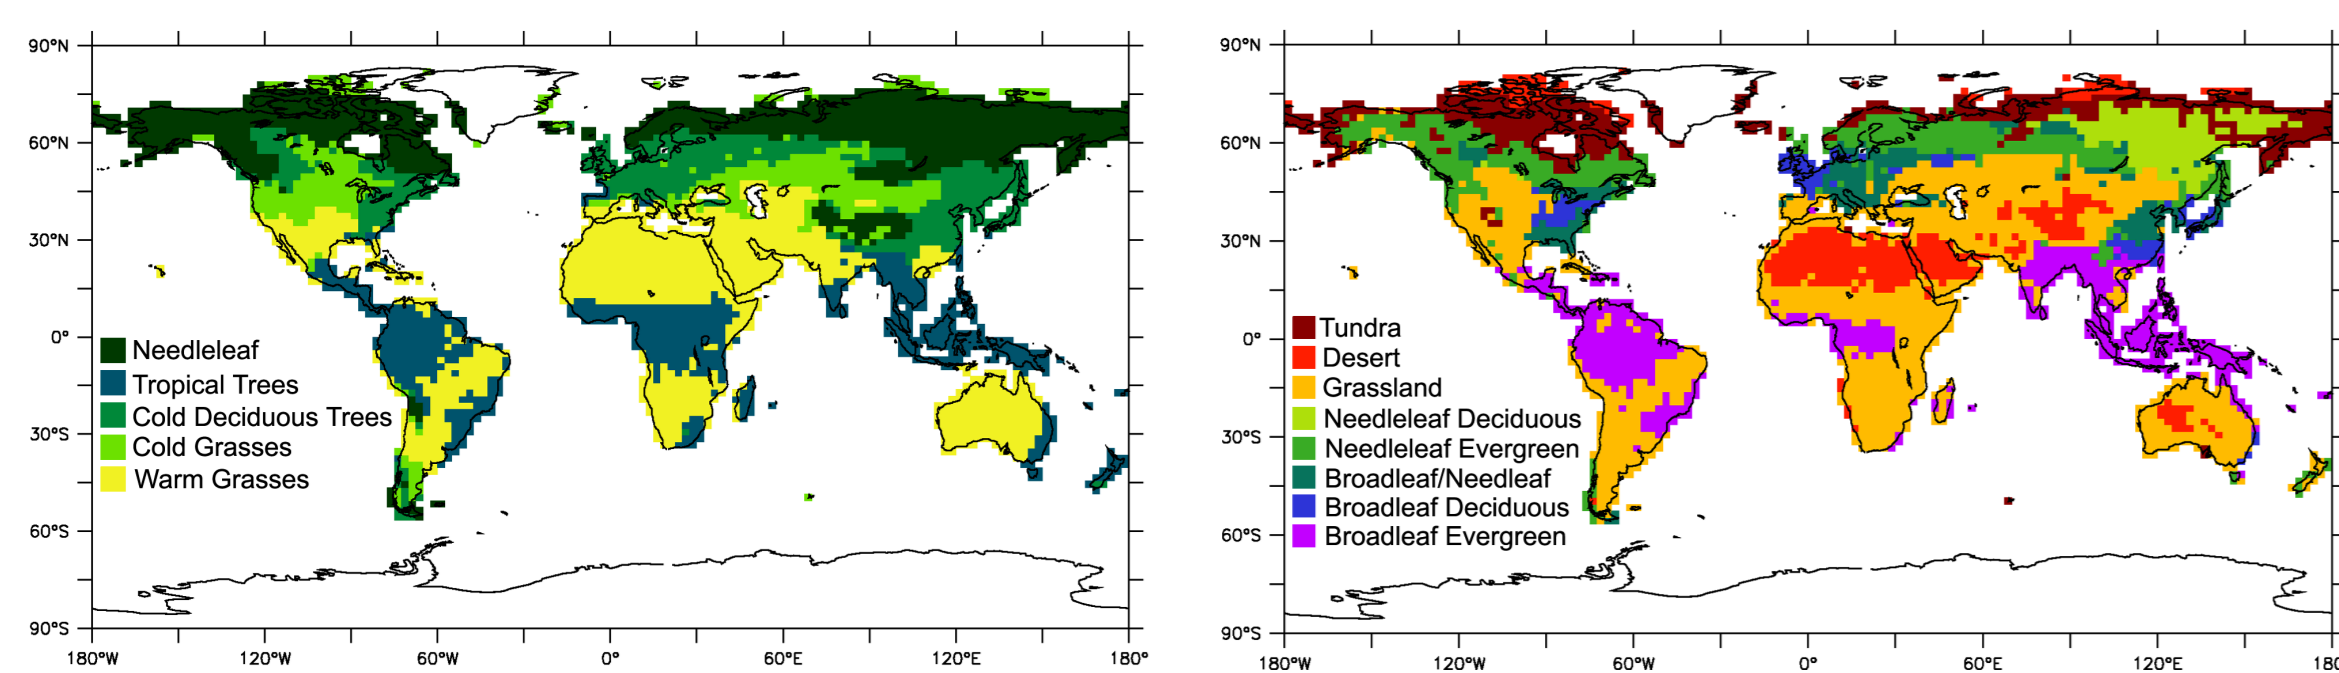 90°N
60°N
30°N
0°
30°S
60°S
90°S
180°W
120°W
60°W
0°
60°E
120°E
180°
Needleleaf
Tropical Trees
Cold Deciduous Trees
Cold Grasses
Warm Grasses
90°N
60°N
30°N
0°
30°S
60°S
90°S
180°W
120°W
60°W
0°
60°E
120°E
180
Tundra
Desert
Grassland
Needleleaf Deciduous
Needleleaf Evergreen
Broadleaf/Needleaf
Broadleaf Deciduous
Broadleaf Evergreen